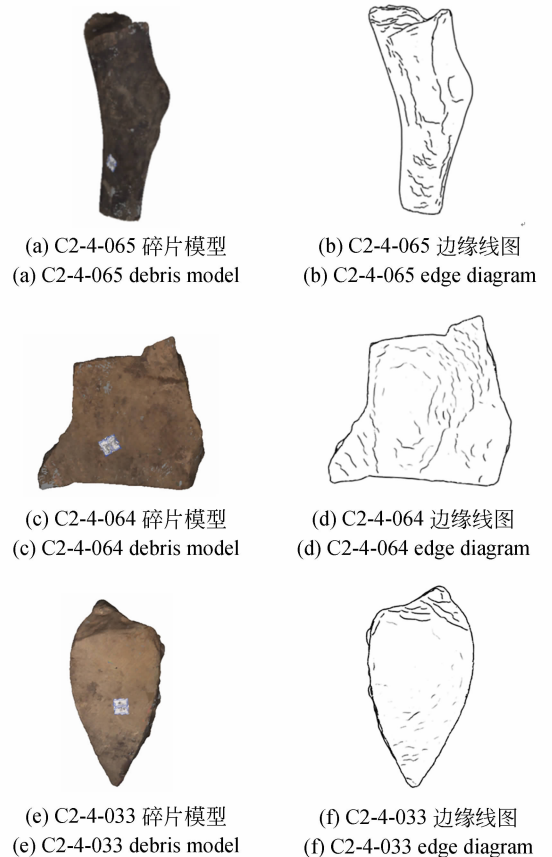 (a) C2-4-065 碎片模型
(b) C2-4-065 边缘线图
(a) C2-4-065 debris model
(b) C2-4-065 edge diagram
(c) C2-4-064 碎片模型
(d) C2-4-064 边缘线图
(c) C2-4-064 debris model
(d) C2-4-064 edge diagram
(e) C2-4-033 碎片模型
(f) C2-4-033 边缘线图
(e) C2-4-033 debris model
(f) C2-4-033 edge diagram